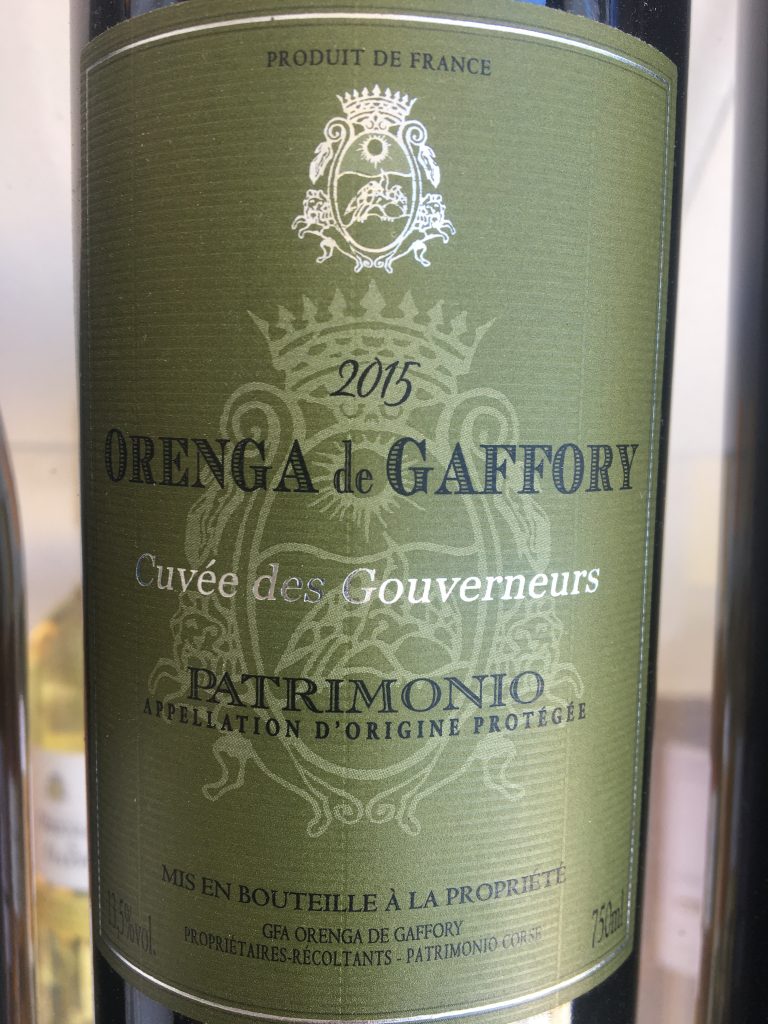 PRODUIT DE FRANCE
2015
ORENGA de GAFFORY
Cuvée des Gouverneurs
PATRIMONIO
APPELLATION D'ORIGINE PROTÉGÉE
MIS EN BOUTEILLE À LA PROPRIÉTÉ
13,5%vol.
GFA ORENGA DE GAFFORY
750ml
PROPRIÉTAIRES-RÉCOLTANTS - PATRIMONIO CORSE